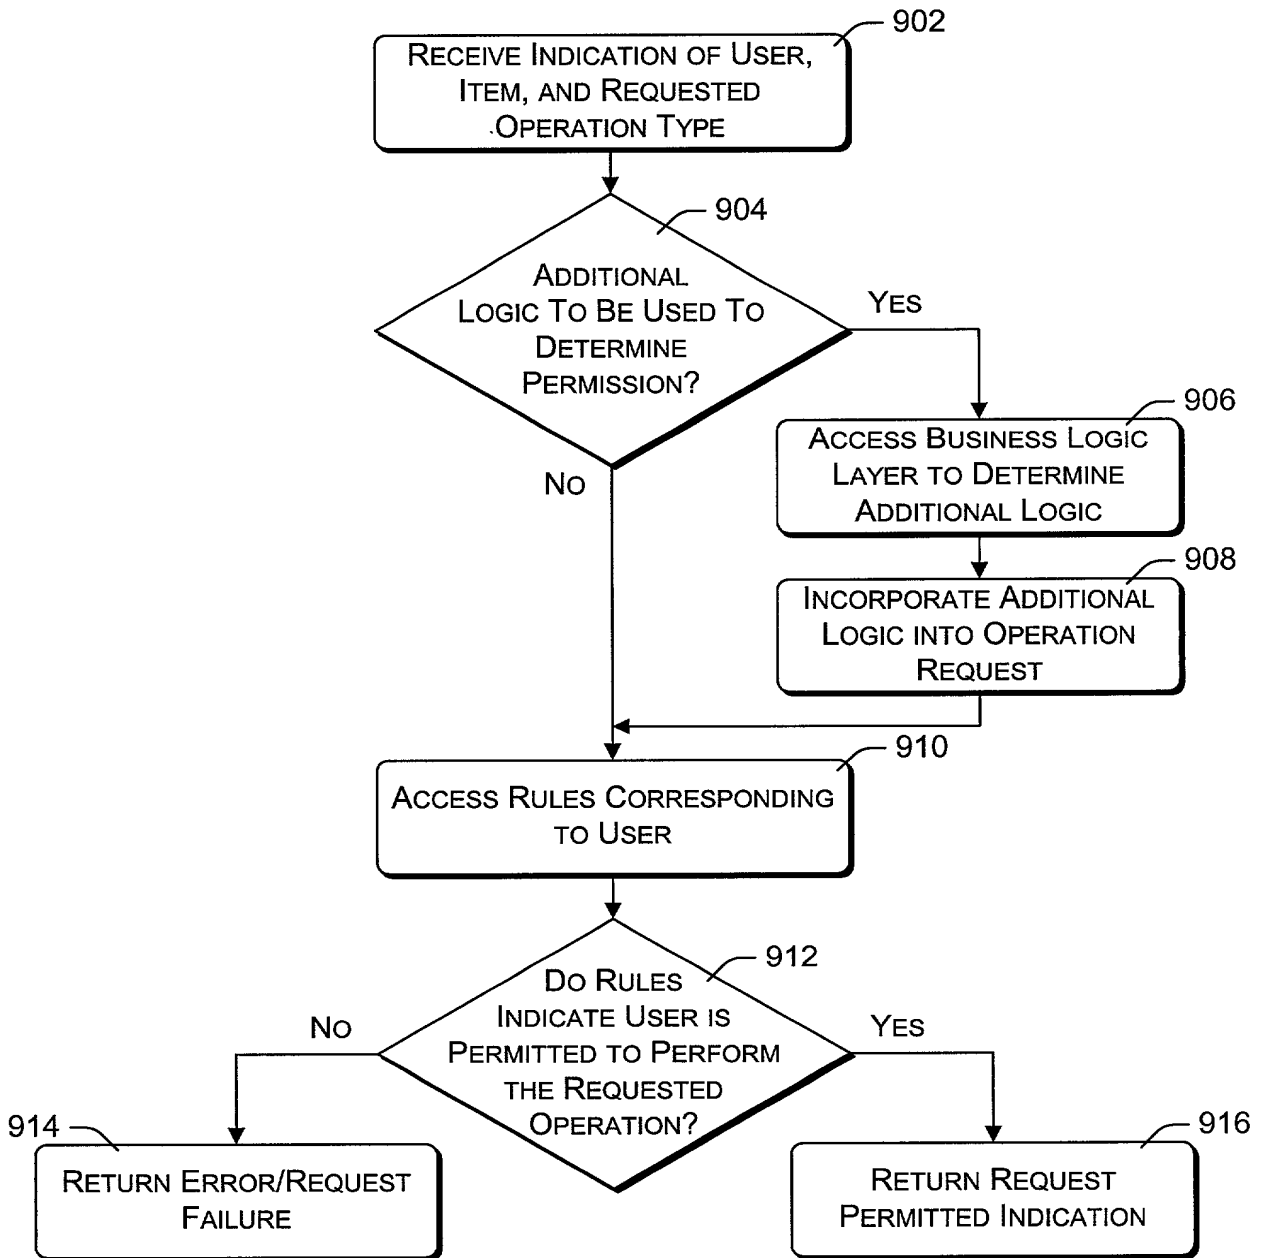 902
RECEIVE INDICATION OF USER,
ITEM, AND REQUESTED
OPERATION TYPE
904
ADDITIONAL
LOGIC TO BE USED TO
DETERMINE
PERMISSION?
YES
NO
906
ACCESS BUSINESS LOGIC
LAYER TO DETERMINE
ADDITIONAL LOGIC
908
INCORPORATE ADDITIONAL
LOGIC INTO OPERATION
REQUEST
910
ACCESS RULES CORRESPONDING
TO USER
912
DO RULES
INDICATE USER IS
PERMITTED TO PERFORM
THE REQUESTED
OPERATION?
NO
YES
914
RETURN ERROR/REQUEST
FAILURE
916
RETURN REQUEST
PERMITTED INDICATION